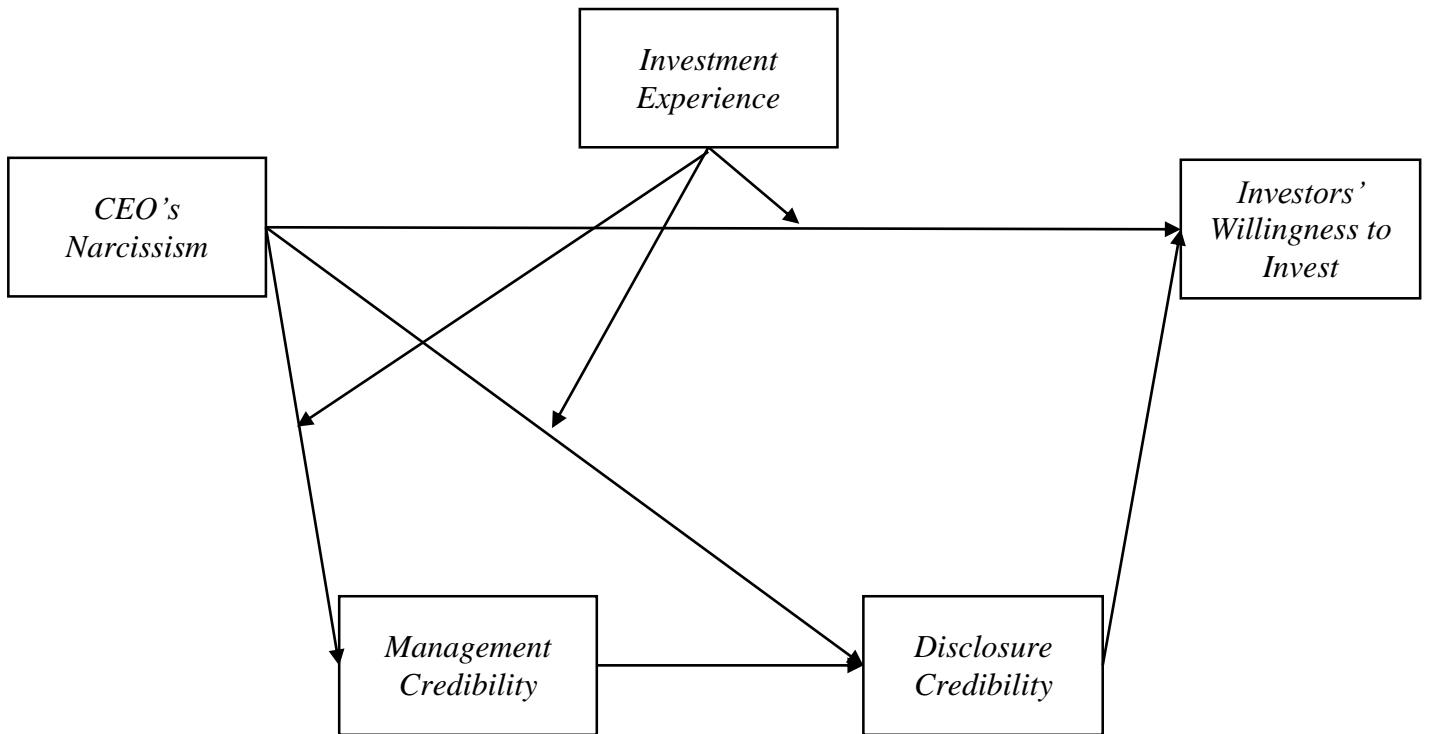 Investment
Experience
CEO’s
Narcissism
Investors’
Willingness to
Invest
Management
Credibility
Disclosure
Credibility